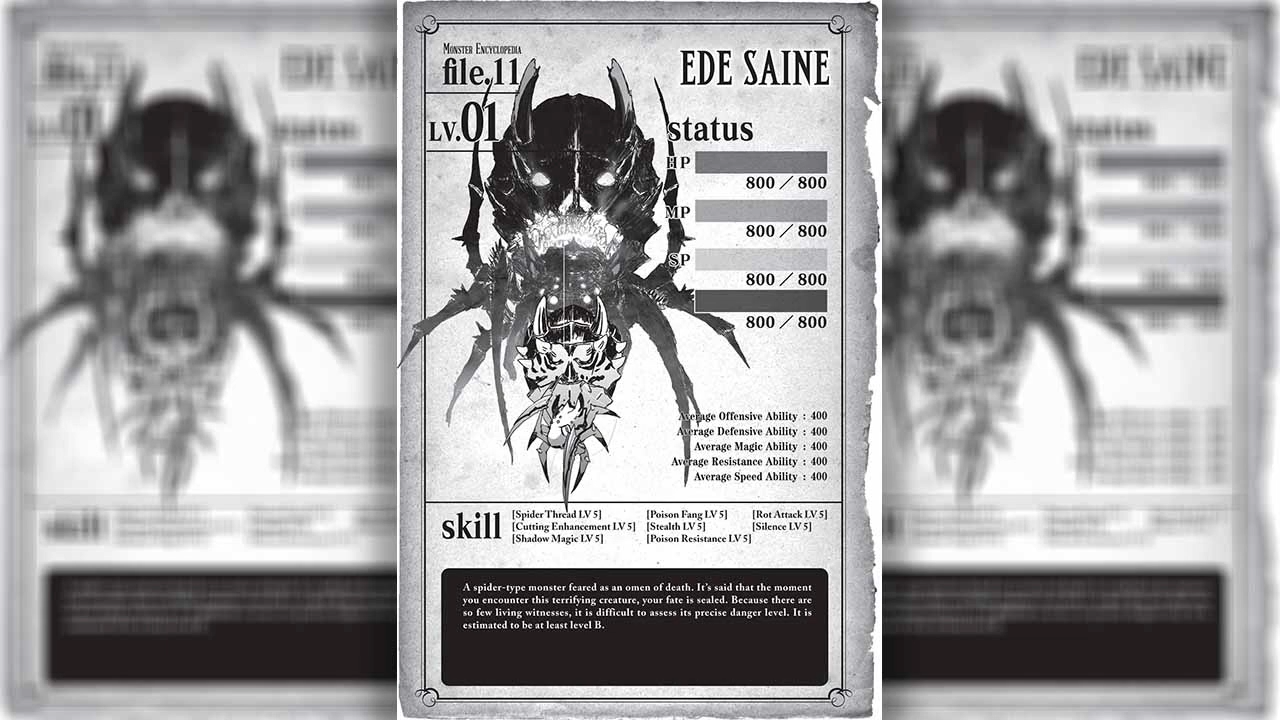 MONSTER ENCYCLOPEDIA
file.11
EDE SAINE
LV.01
status
HP
800 / 800
MP
800 / 800
SP
800 / 800
800 / 800
Average Offensive Ability : 400
Average Defensive Ability : 400
Average Magic Ability : 400
Average Resistance Ability : 400
Average Speed Ability : 400
skill
[Spider Thread LV 5] [Poison Fang LV 5] [Rot Attack LV 5]
[Cutting Enhancement LV 5] [Stealth LV 5] [Silence LV 5]
[Shadow Magic LV 5] [Poison Resistance LV 5]
A spider-type monster feared as an omen of death. It's said that the moment
you encounter this terrifying creature, your fate is sealed. Because there are
so few living witnesses, it is difficult to assess its precise danger level. It is
estimated to be at least level B.